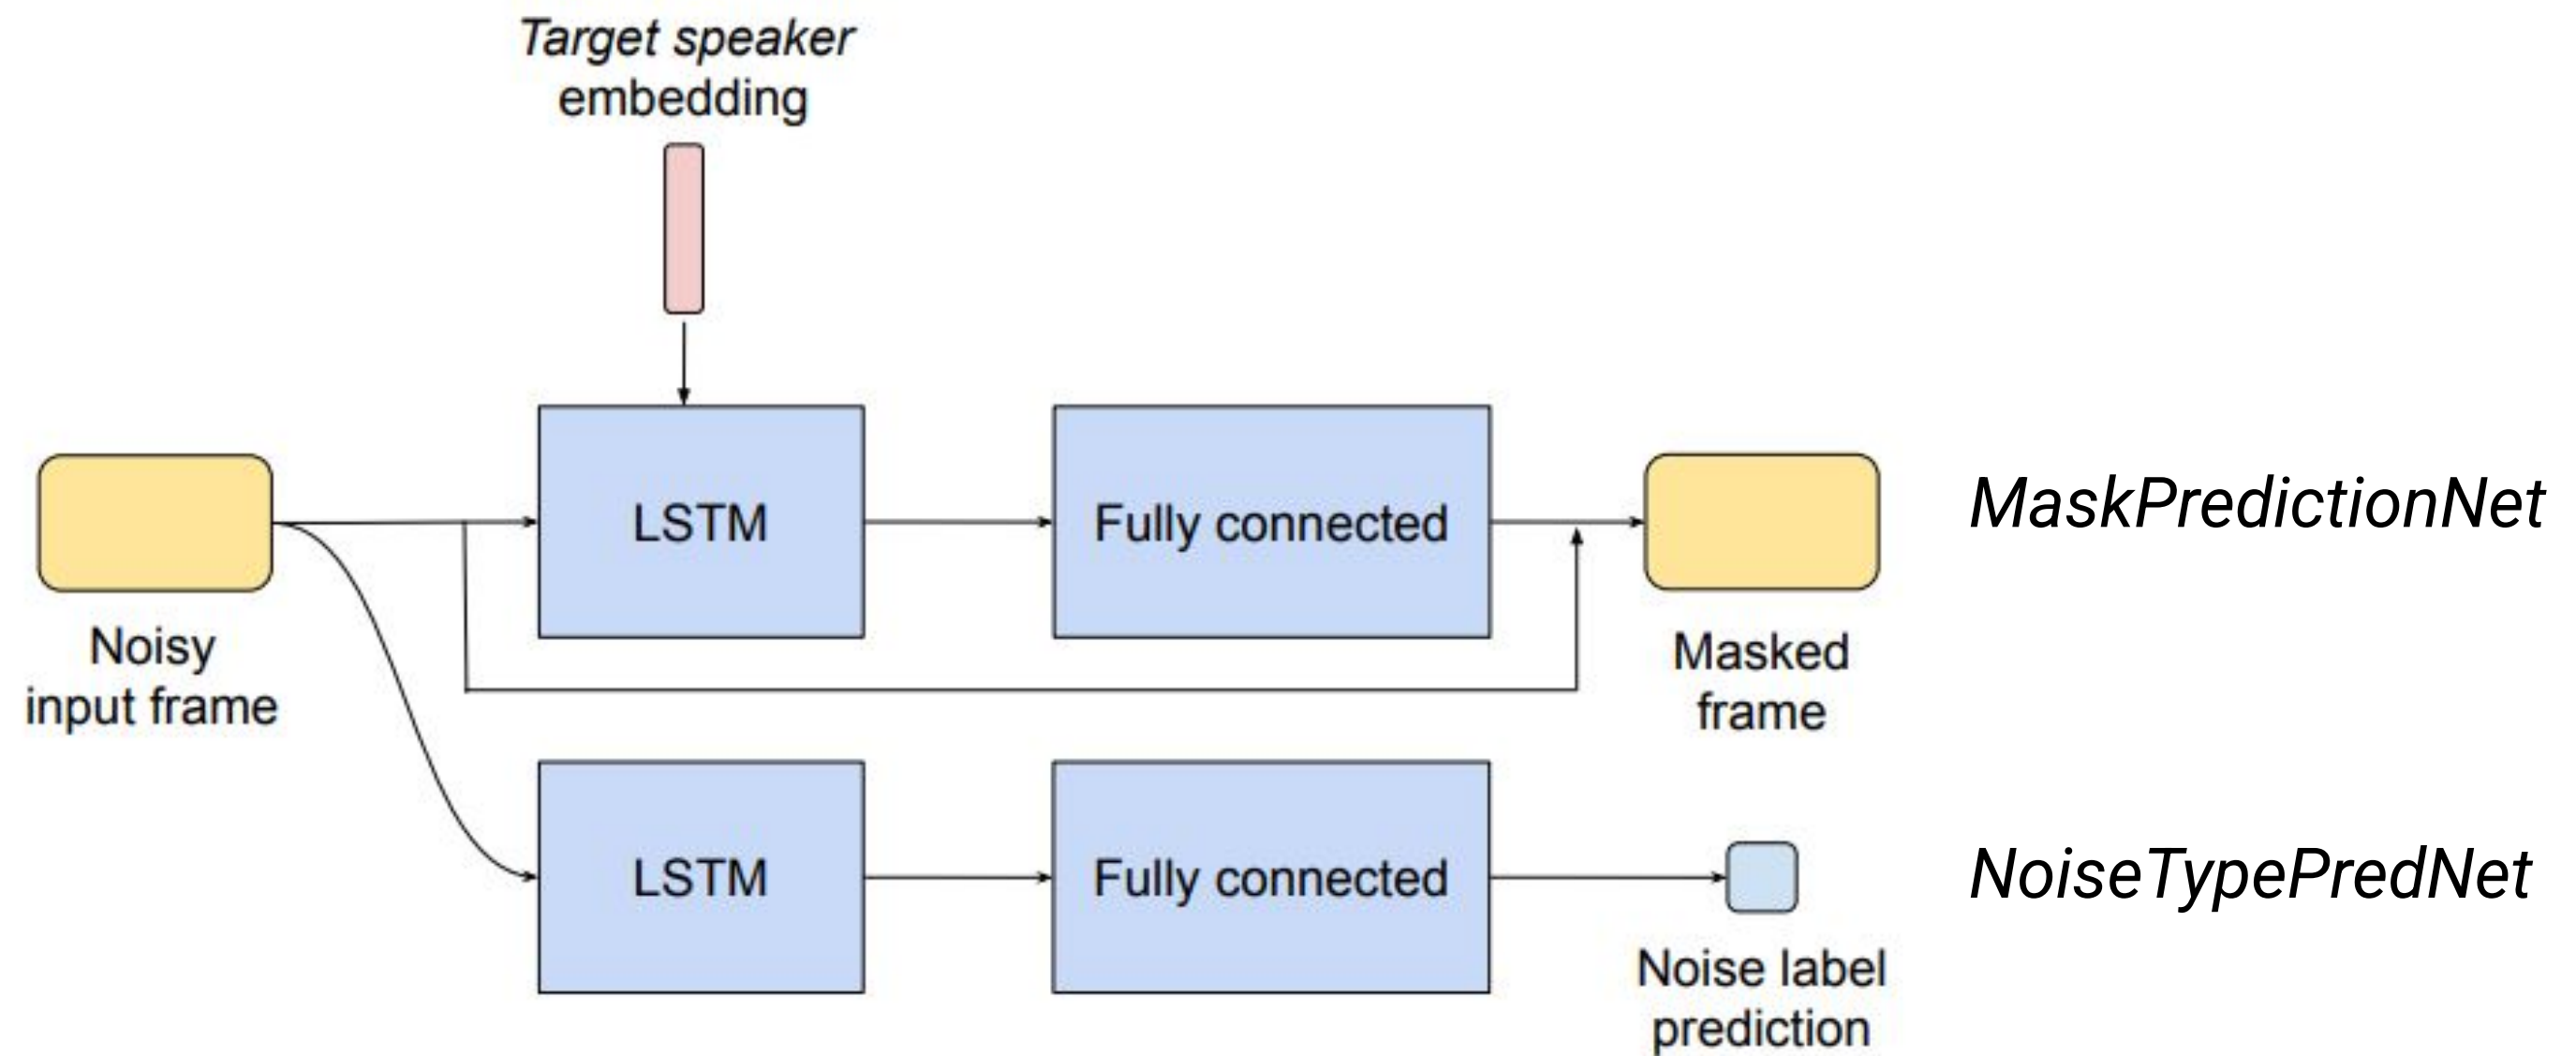 Target speaker
embedding
LSTM
Fully connected
MaskPredictionNet
Noisy
input frame
Masked
frame
LSTM
Fully connected
NoiseTypePredNet
Noise label
prediction